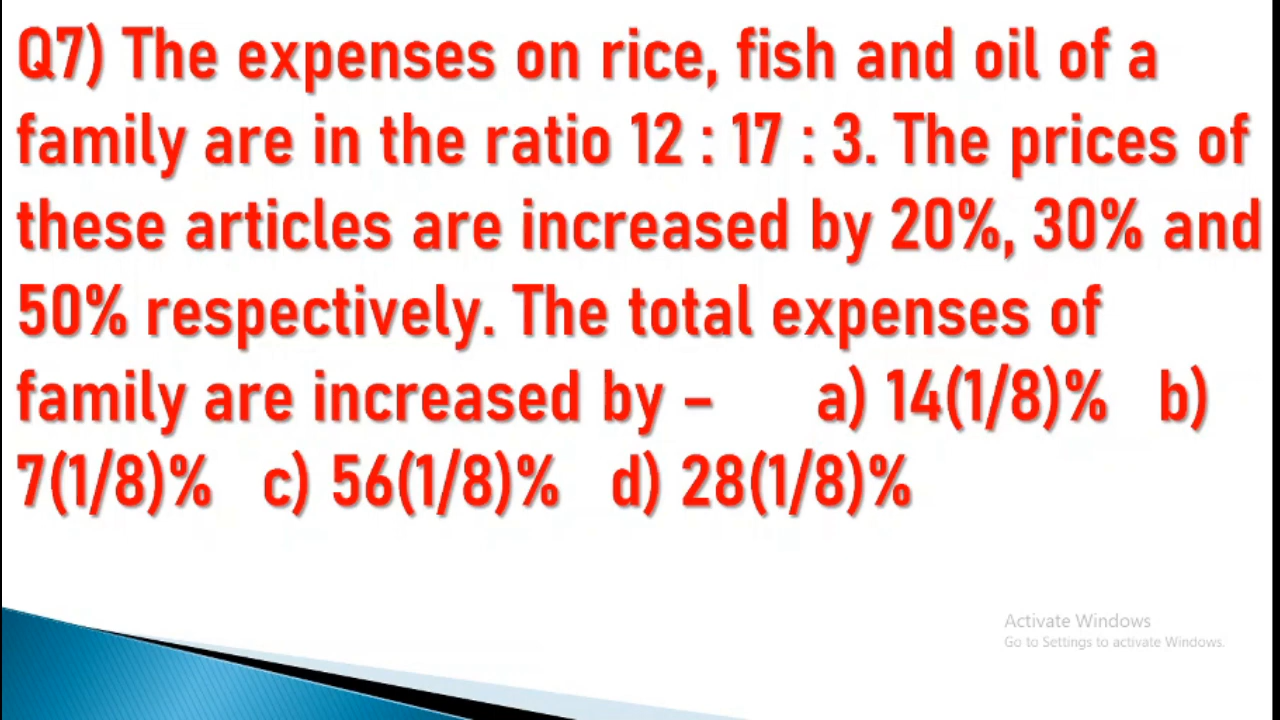 Q7) The expenses on rice, fish and oil of a
family are in the ratio 12 : 17 : 3. The prices of
these articles are increased by 20%, 30% and
50% respectively. The total expenses of
family are increased by – a) 14(1/8)% b)
7(1/8)% c) 56(1/8)% d) 28(1/8)%
Activate Windows
Go to Settings to activate Windows.